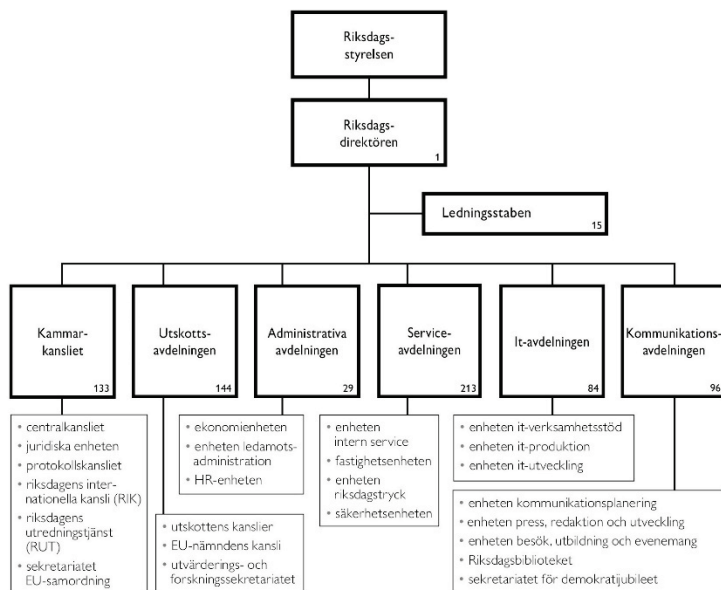 Riksdags-
styrelsen
Riksdags-
direktören
1
Ledningsstaben
15
Kammar-
kansliet
133
Utskotts-
avdelningen
144
Administrativa
avdelningen
29
Service-
avdelningen
213
It-avdelningen
84
Kommunikations-
avdelningen
96
• centralkansliet
• juridiska enheten
• protokollskansliet
• riksdagens inter-
nationella kansli (RIK)
• riksdagens
utredningstjänst
(RUT)
• sekretariatet
EU-samordning
• utskottens kanslier
• EU-nämndens kansli
• utvärderings- och
forskningssekretariatet
• ekonomienheten
• enheten ledamots-
administration
• HR-enheten
• enheten
intern service
• fastighetsenheten
• enheten
riksdagstryck
• säkerhetsenheten
• enheten it-verksamhetsstöd
• enheten it-produktion
• enheten it-utveckling
• enheten kommunikationsplanering
• enheten press, redaktion och utveckling
• enheten besök, utbildning och evenemang
• Riksdagsbiblioteket
• sekretariatet för demokratijubileet